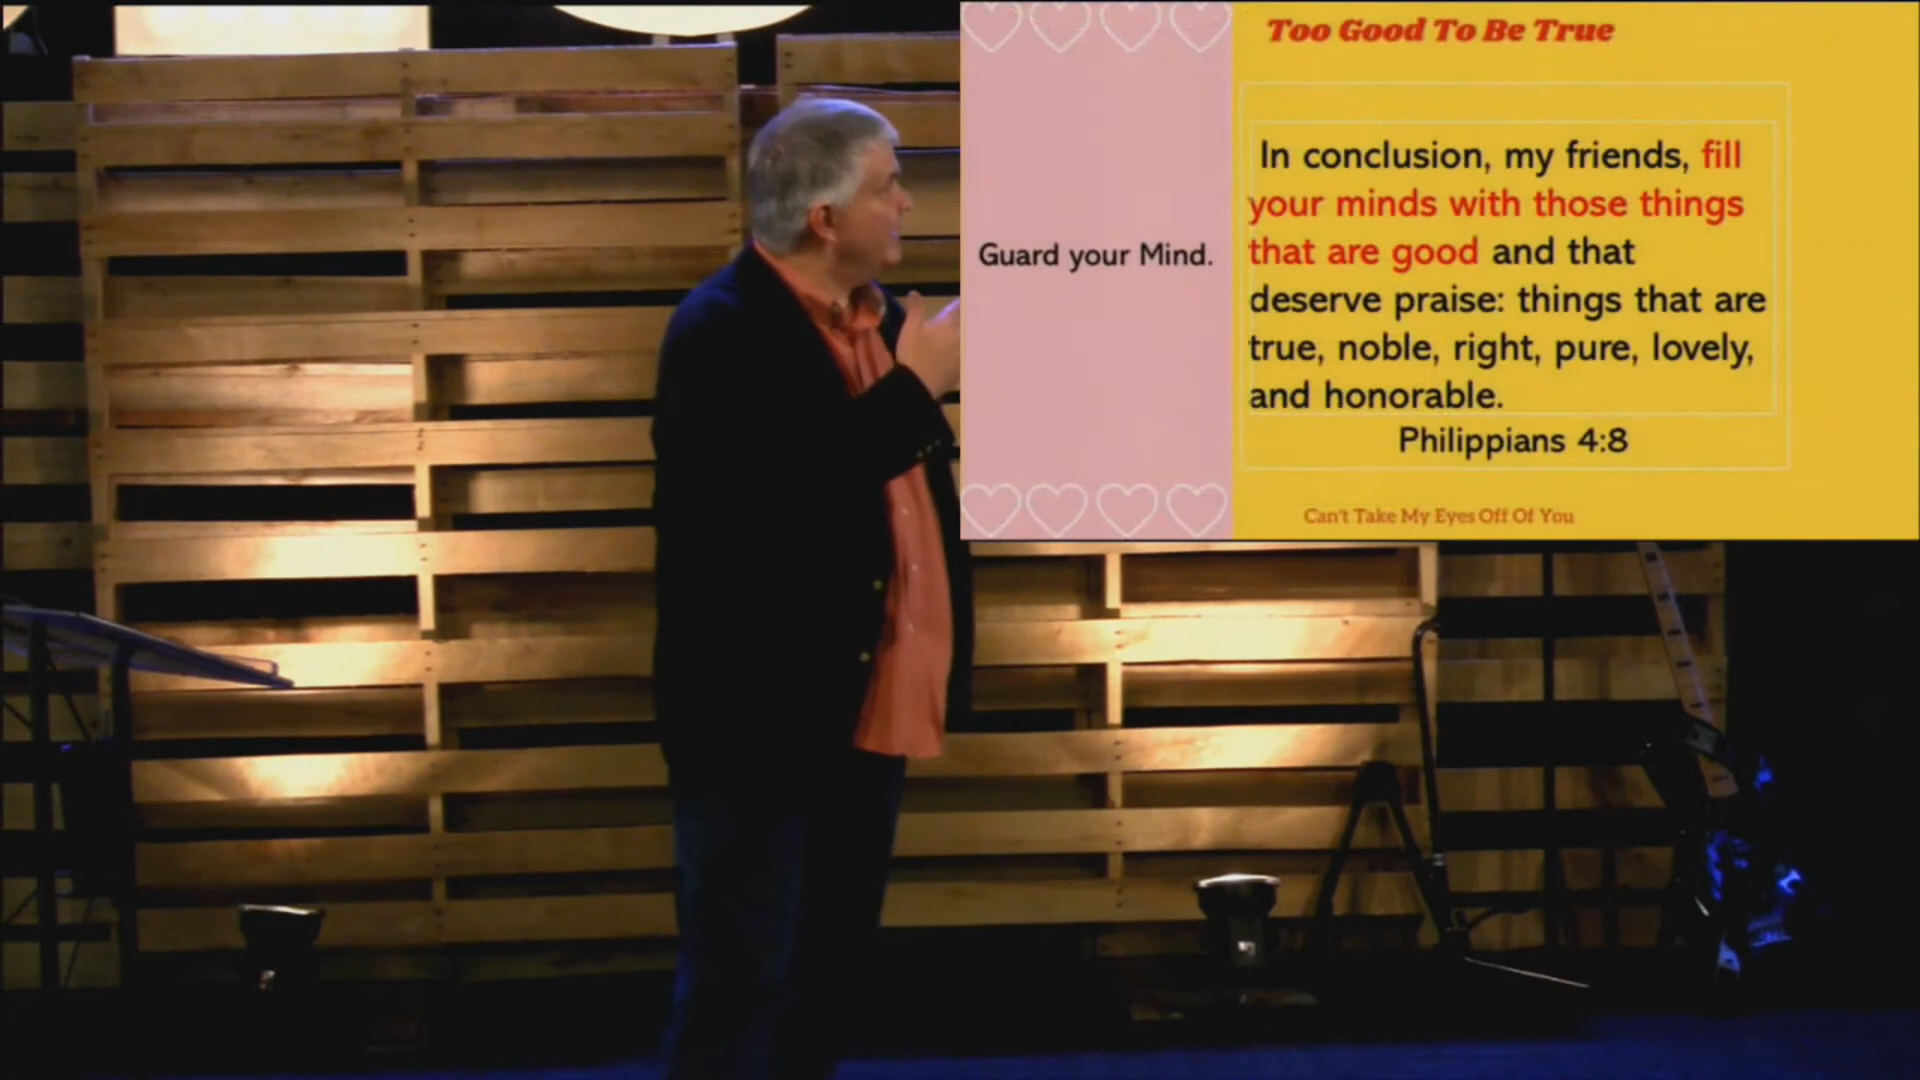 Too Good To Be True
Guard your Mind.
In conclusion, my friends, fill
your minds with those things
that are good and that
deserve praise: things that are
true, noble, right, pure, lovely,
and honorable.
Philippians 4:8
Can't Take My Eyes Off Of You